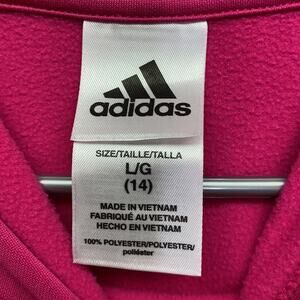 adidas
SIZE/TAILLE/TALLA
L/G
(14)
MADE IN VIETNAM
FABRIQUÉ AU VIETNAM
HECHO EN VIETNAM
100% POLYESTER/POLYESTER/
poliéster